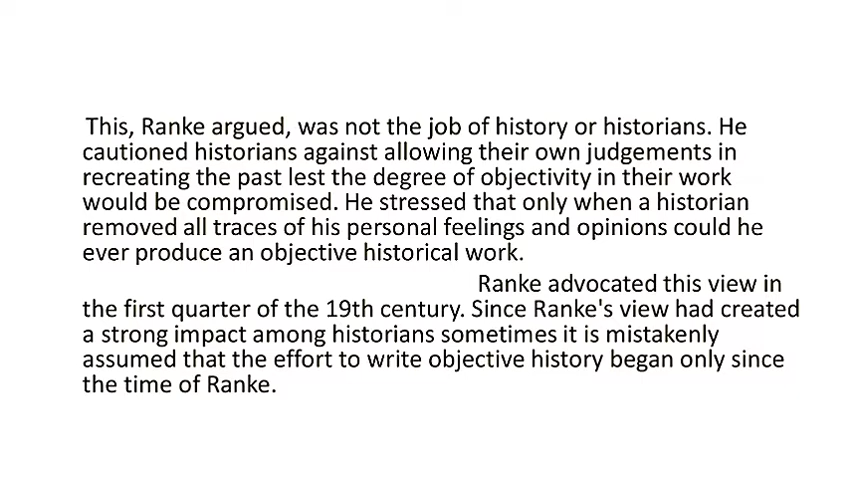 This, Ranke argued, was not the job of history or historians. He
cautioned historians against allowing their own judgements in
recreating the past lest the degree of objectivity in their work
would be compromised. He stressed that only when a historian
removed all traces of his personal feelings and opinions could he
ever produce an objective historical work.
Ranke advocated this view in
the first quarter of the 19th century. Since Ranke's view had created
a strong impact among historians sometimes it is mistakenly
assumed that the effort to write objective history began only since
the time of Ranke.